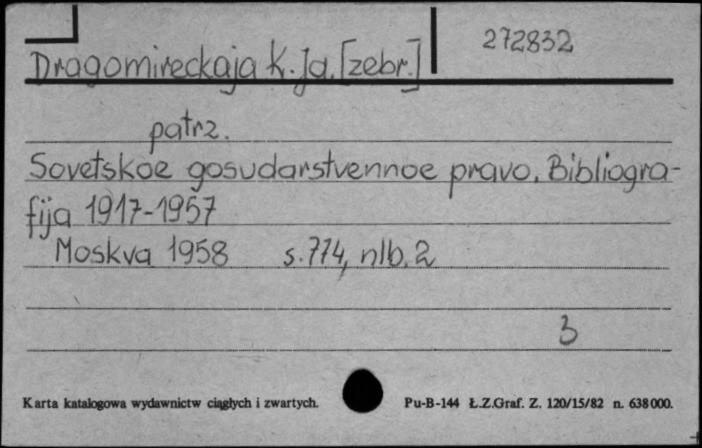 Dragomireckaja K. Ja. [zebr.] 272832
patrz.
Sovetskoe gosudarstvennoe pravo. Bibliogra-
fija 1917-1957
Moskva 1958 s. 774, nlb. 2
3
Karta katalogowa wydawnictw ciągłych i zwartych. Pu-B-144 Ł.Z.Graf. Z. 120/15/82 n. 638000.